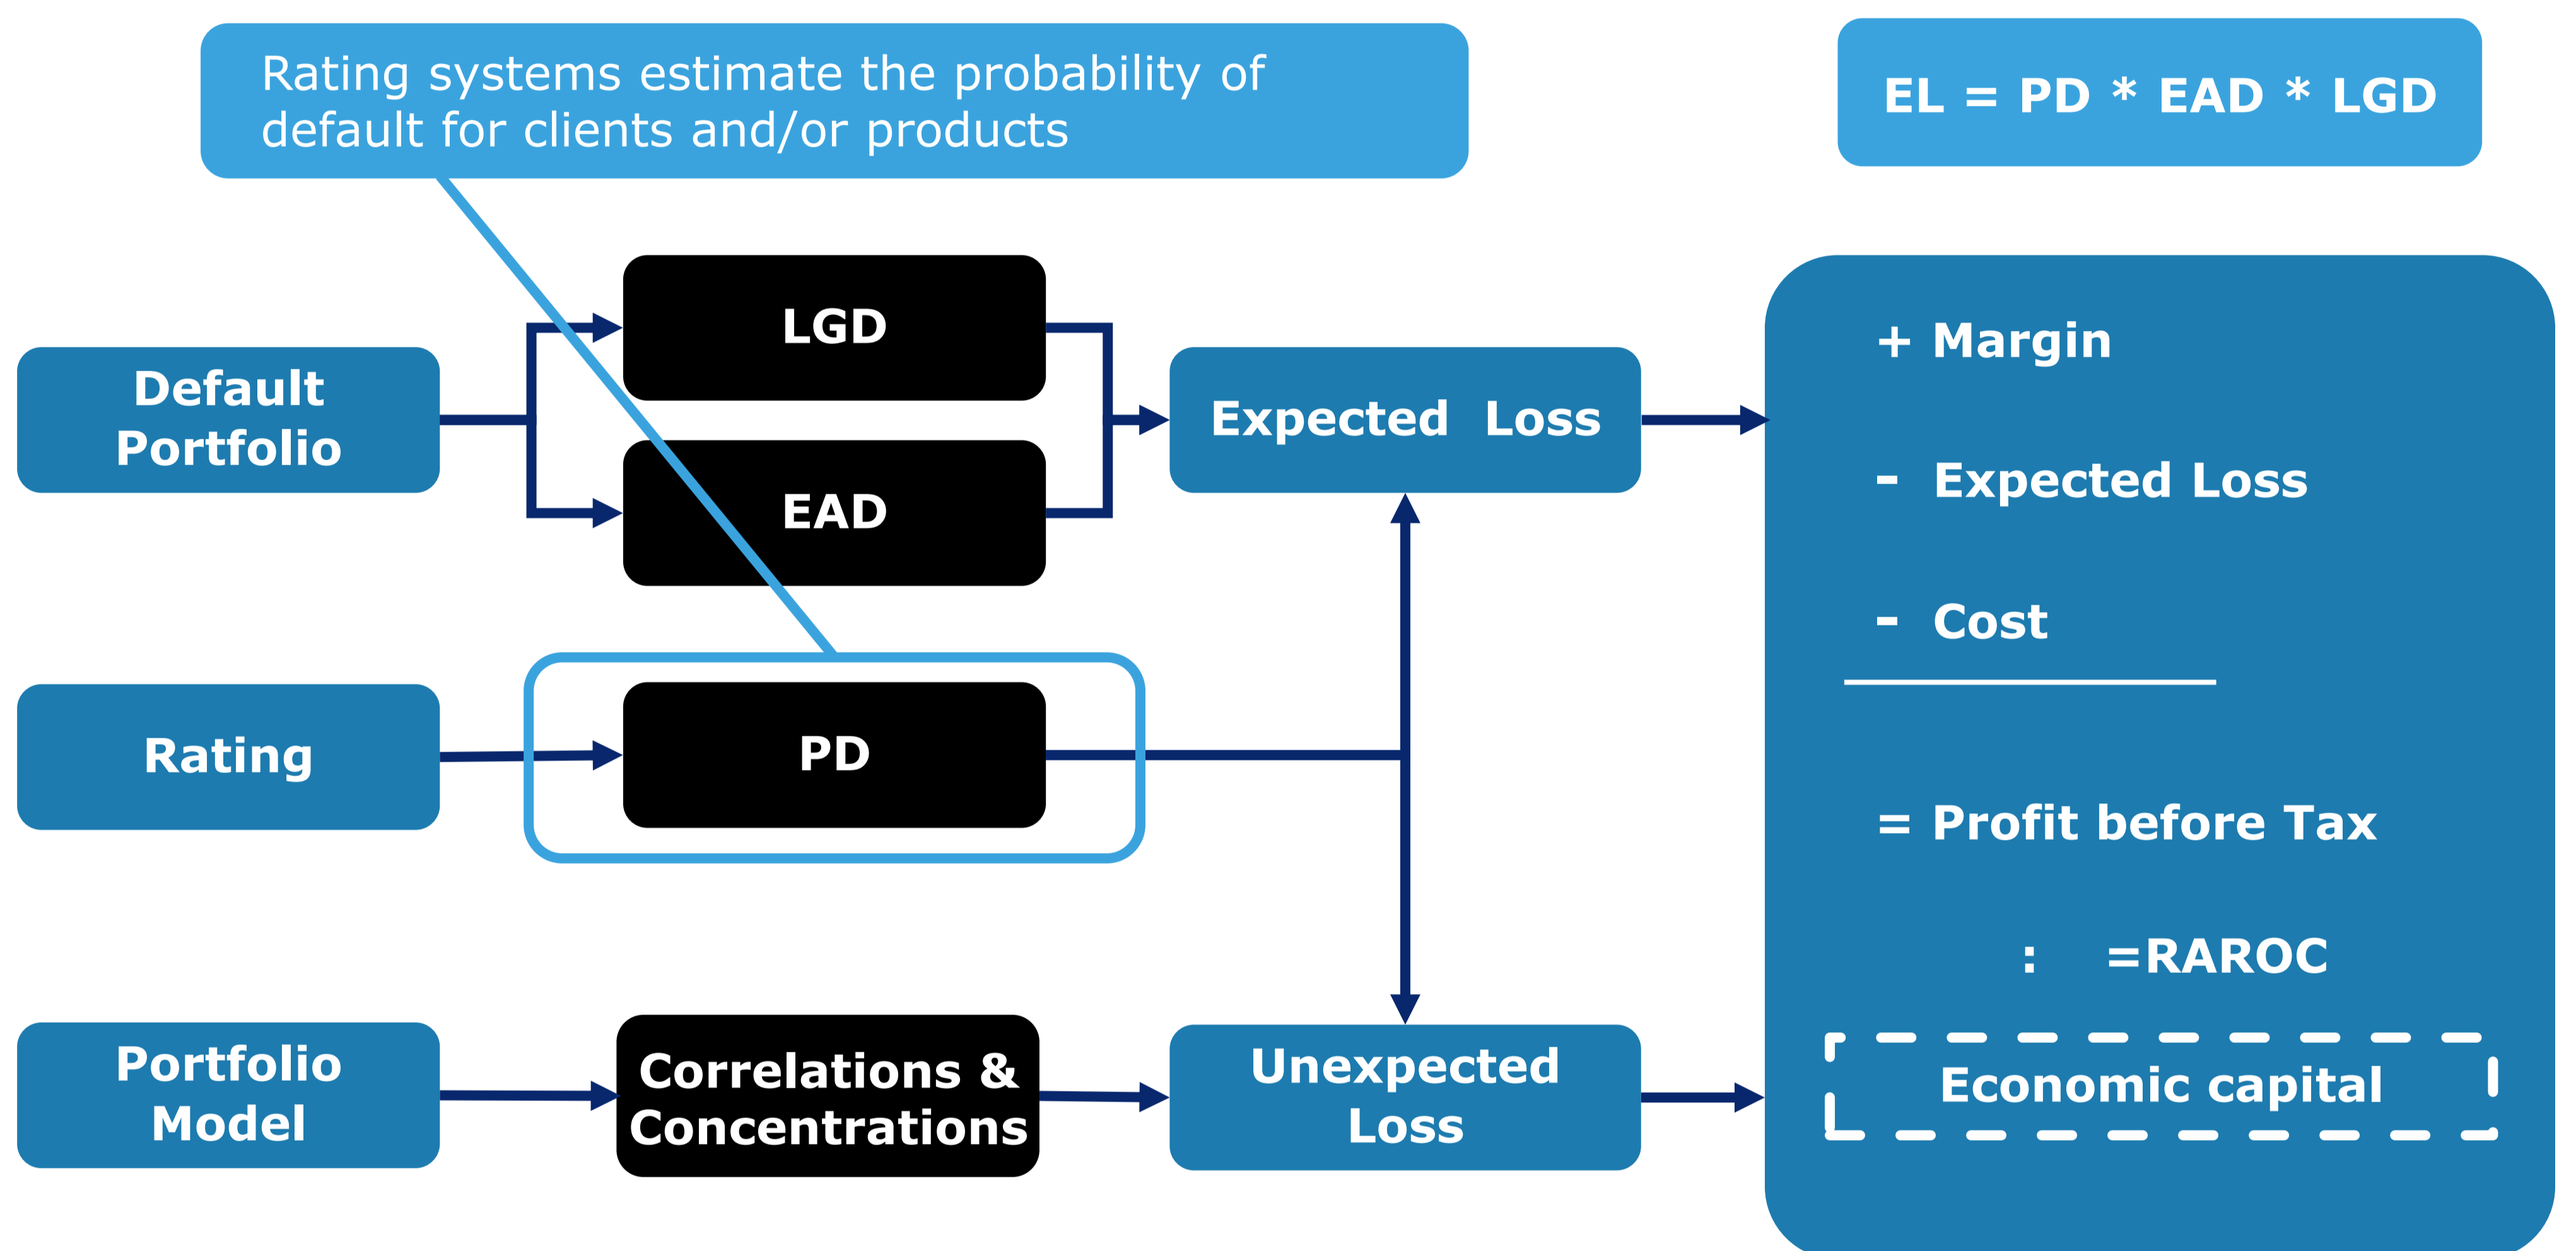 Rating systems estimate the probability of
default for clients and/or products
EL = PD * EAD * LGD
Default
Portfolio
LGD
EAD
Expected Loss
Rating
PD
Portfolio
Model
Correlations &
Concentrations
Unexpected
Loss
+ Margin
- Expected Loss
- Cost
= Profit before Tax
: =RAROC
Economic capital